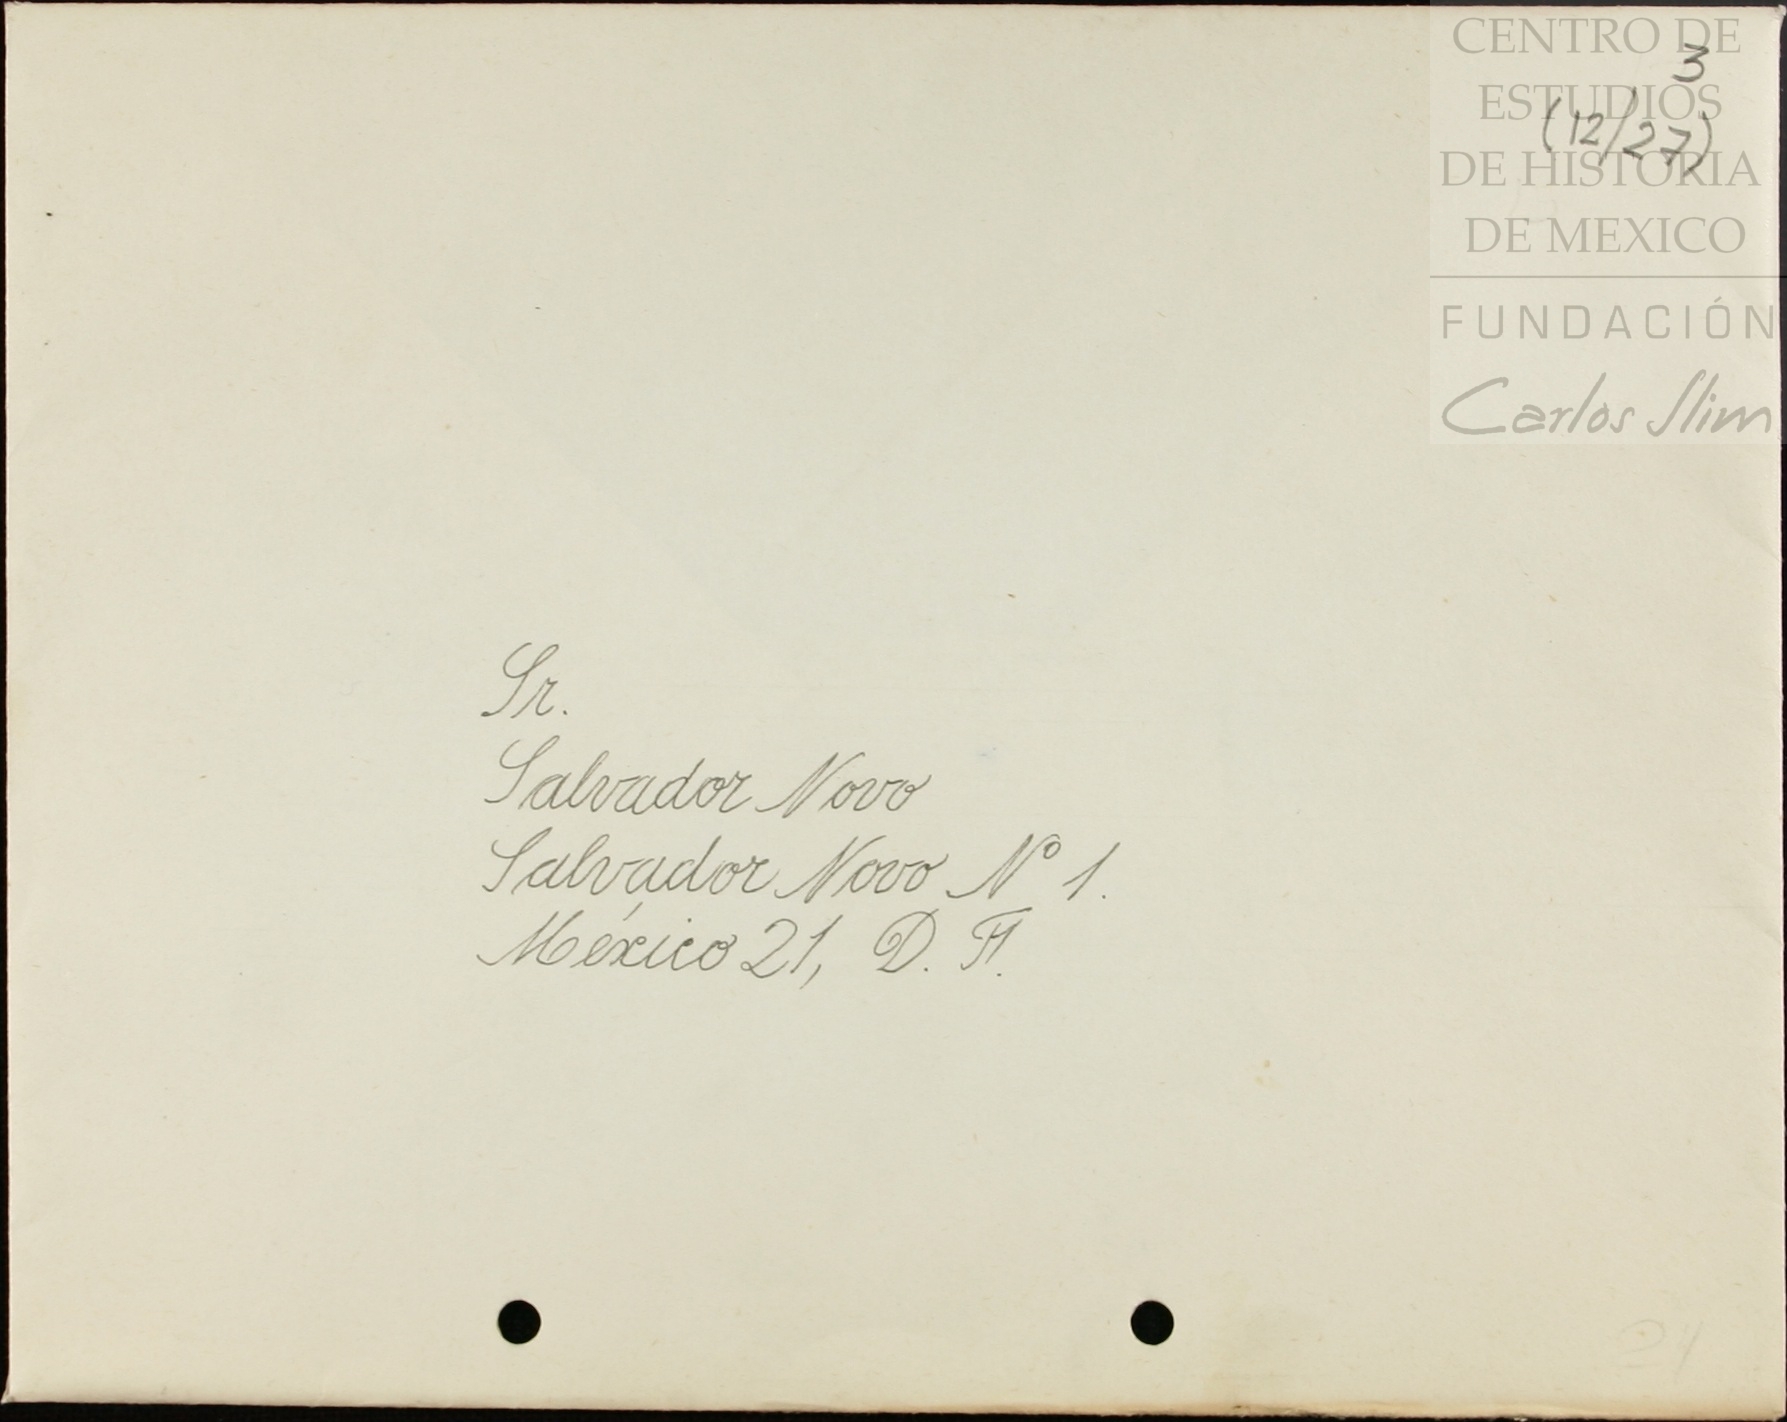 CENTRO DE
3
ESTUDIOS
(12/27)
DE HISTORIA
DE MEXICO
FUNDACIÓN
Carlos Slim
Sr.
Salvador Novo
Salvador Novo Nº 1.
México 21, D. F.
21